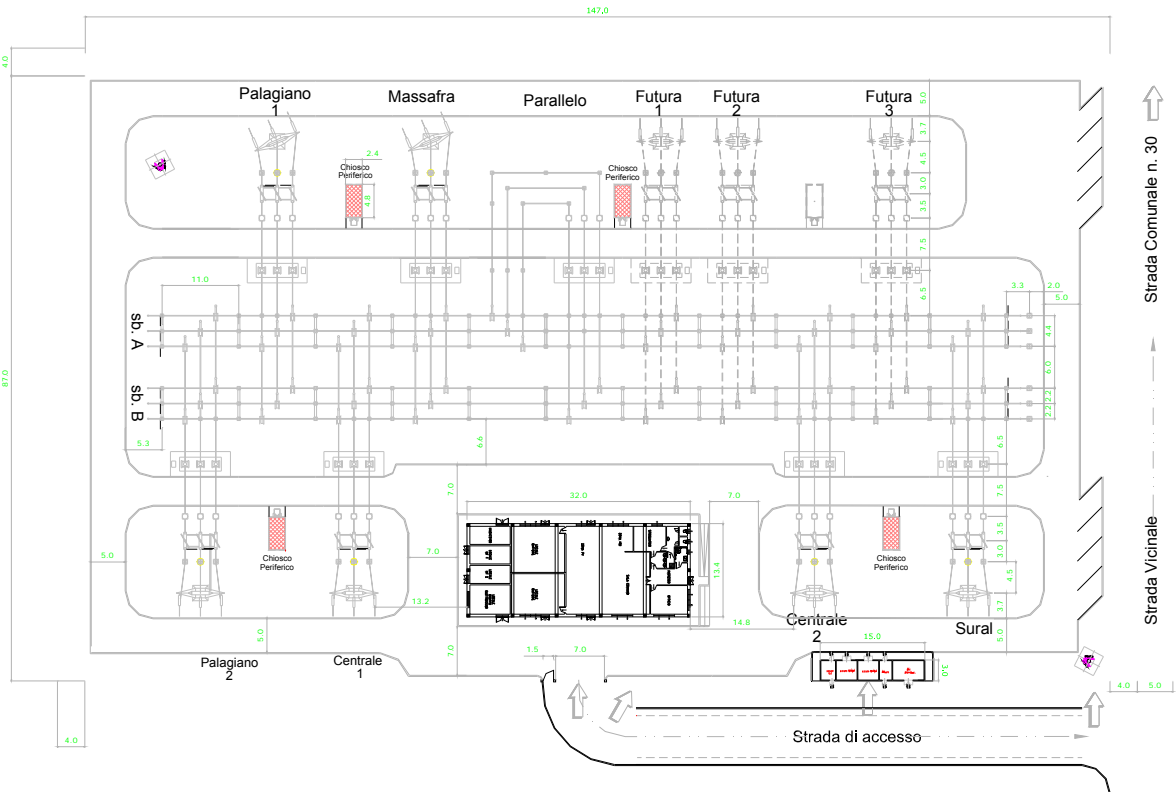 147,0
4,0
Palagiano
1
Massafra
Parallelo
Futura
1
Futura
2
Futura
3
5,0
3,7
4,5
3,0
3,5
7,5
6,5
2,4
Chiosco
Periferico
4,8
Chiosco
Periferico
Strada Comunale n. 30
11,0
3,3
2,0
5,0
sb. A
4,4
6,0
87,0
sb. B
2,2
2,2
5,3
6,6
6,5
7,0
32,0
7,0
7,5
3,5
3,0
4,5
3,7
5,0
Chiosco
Periferico
5,0
7,0
13,4
Chiosco
Periferico
13,2
14,8
Strada Vicinale
5,0
7,0
Centrale
2
Sural
Palagiano
2
Centrale
1
1,5
7,0
15,0
3,0
4,0
5,0
4,0
Strada di accesso